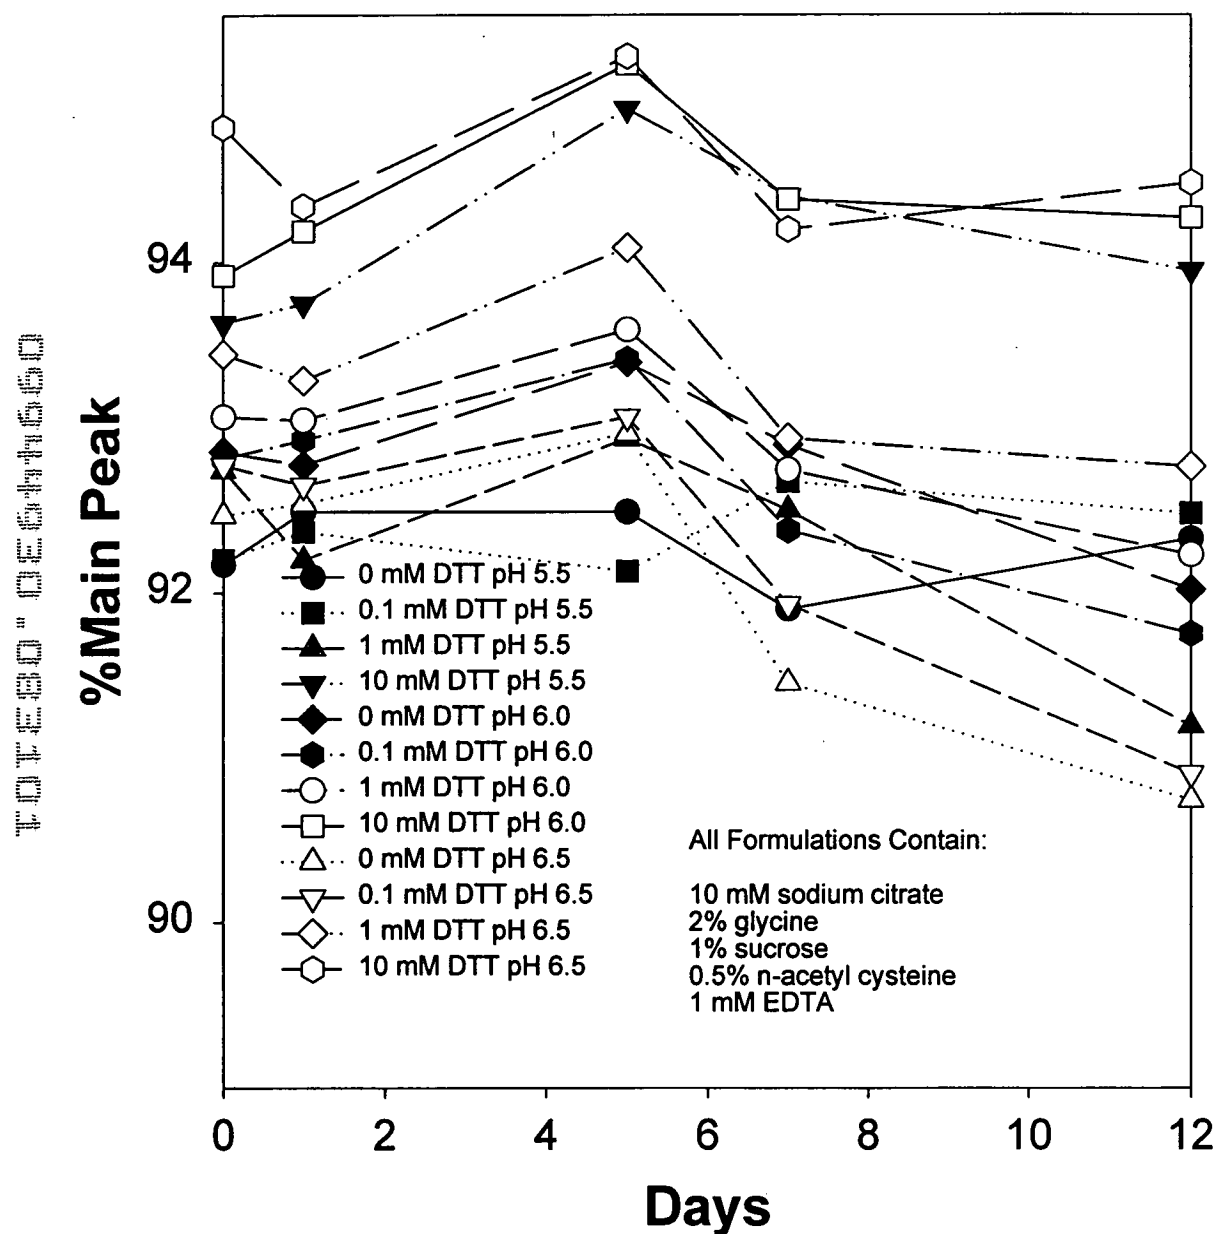 94
92
90
%Main Peak
0 mM DTT pH 5.5
0.1 mM DTT pH 5.5
1 mM DTT pH 5.5
10 mM DTT pH 5.5
0 mM DTT pH 6.0
0.1 mM DTT pH 6.0
1 mM DTT pH 6.0
10 mM DTT pH 6.0
0 mM DTT pH 6.5
0.1 mM DTT pH 6.5
1 mM DTT pH 6.5
10 mM DTT pH 6.5
All Formulations Contain:
10 mM sodium citrate
2% glycine
1% sucrose
0.5% n-acetyl cysteine
1 mM EDTA
0 2 4 6 8 10 12
Days